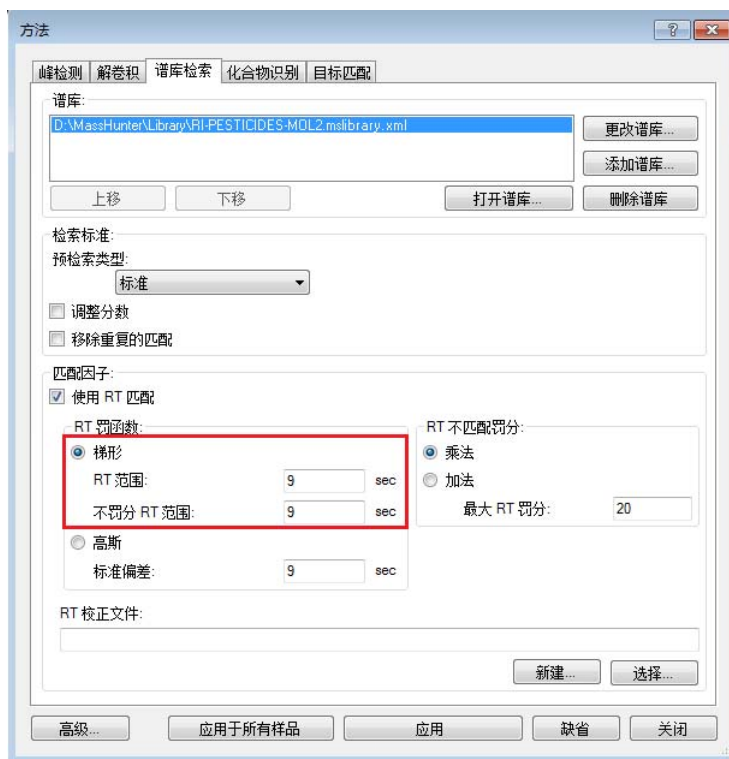 方法
峰检测 解卷积 谱库检索 化合物识别 目标匹配
谱库:
D:\MassHunter\Library\RI-PESTICIDES-MOL2.mslibrary.xml
更改谱库...
添加谱库...
上移 下移 打开谱库... 删除谱库
检索标准:
预检索类型:
标准
调整分数
移除重复的匹配
匹配因子:
使用 RT 匹配
RT 罚函数:
梯形
RT 范围: 9 sec
不罚分 RT 范围: 9 sec
高斯
标准偏差: 9 sec
RT 不匹配罚分:
乘法
加法
最大 RT 罚分: 20
RT 校正文件:
新建... 选择...
高级... 应用于所有样品 应用 缺省 关闭